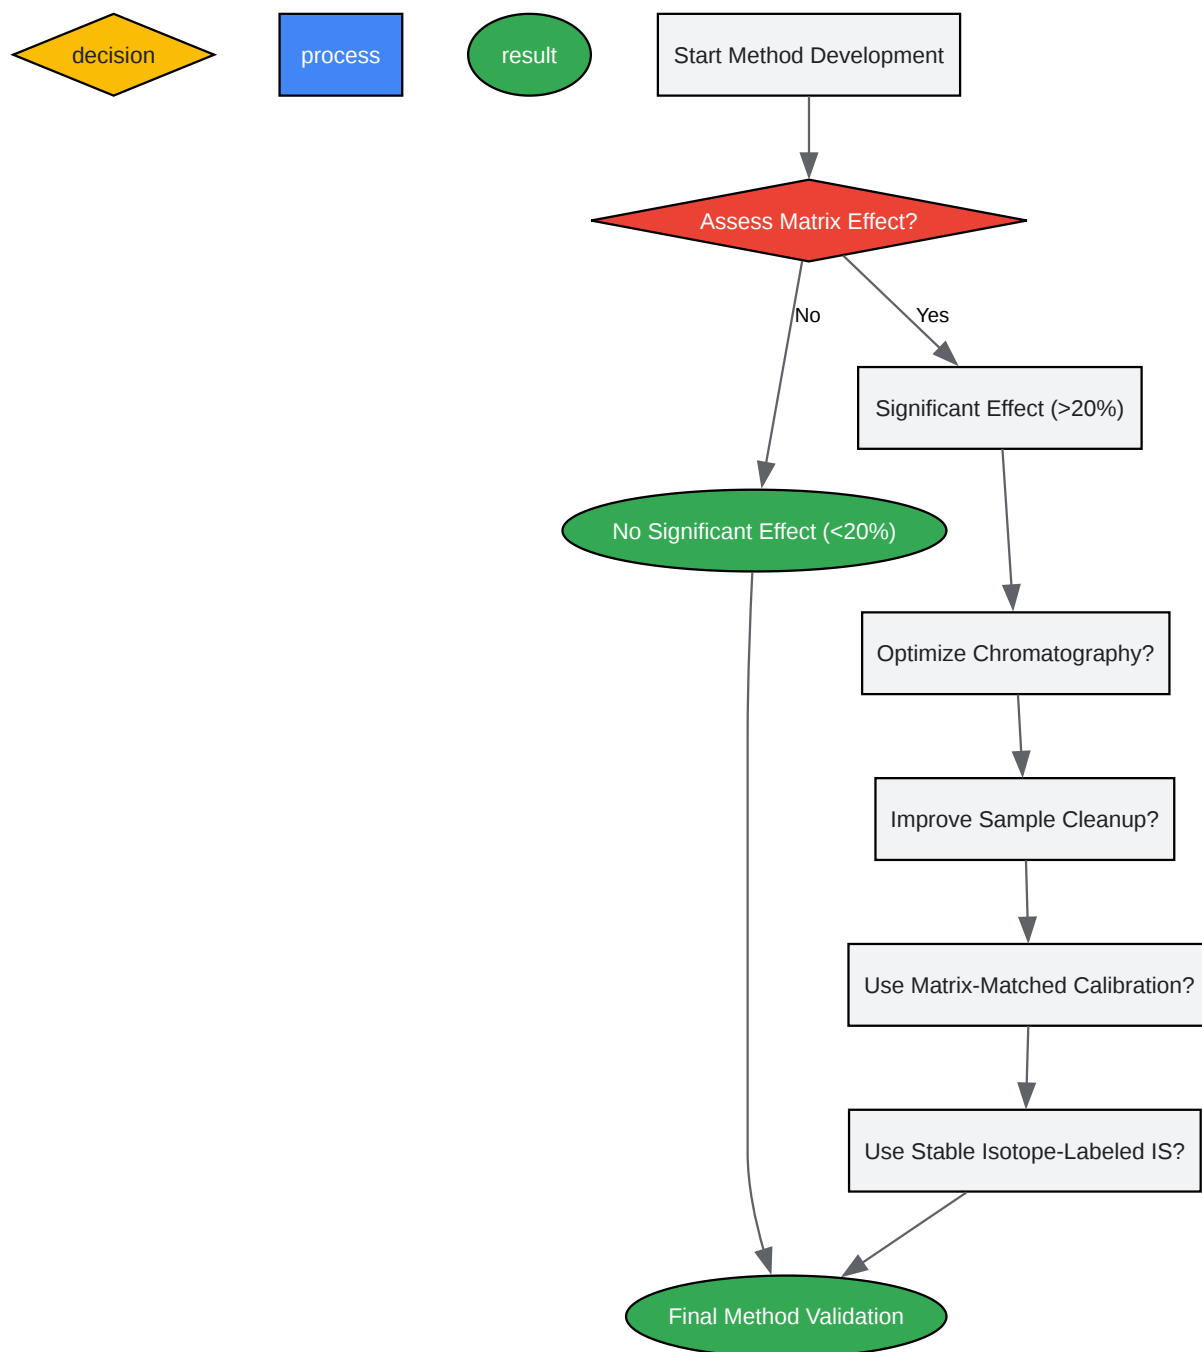 decision
process
result
Start Method Development
Assess Matrix Effect?
No
Yes
Significant Effect (>20%)
No Significant Effect (<20%)
Optimize Chromatography?
Improve Sample Cleanup?
Use Matrix-Matched Calibration?
Use Stable Isotope-Labeled IS?
Final Method Validation